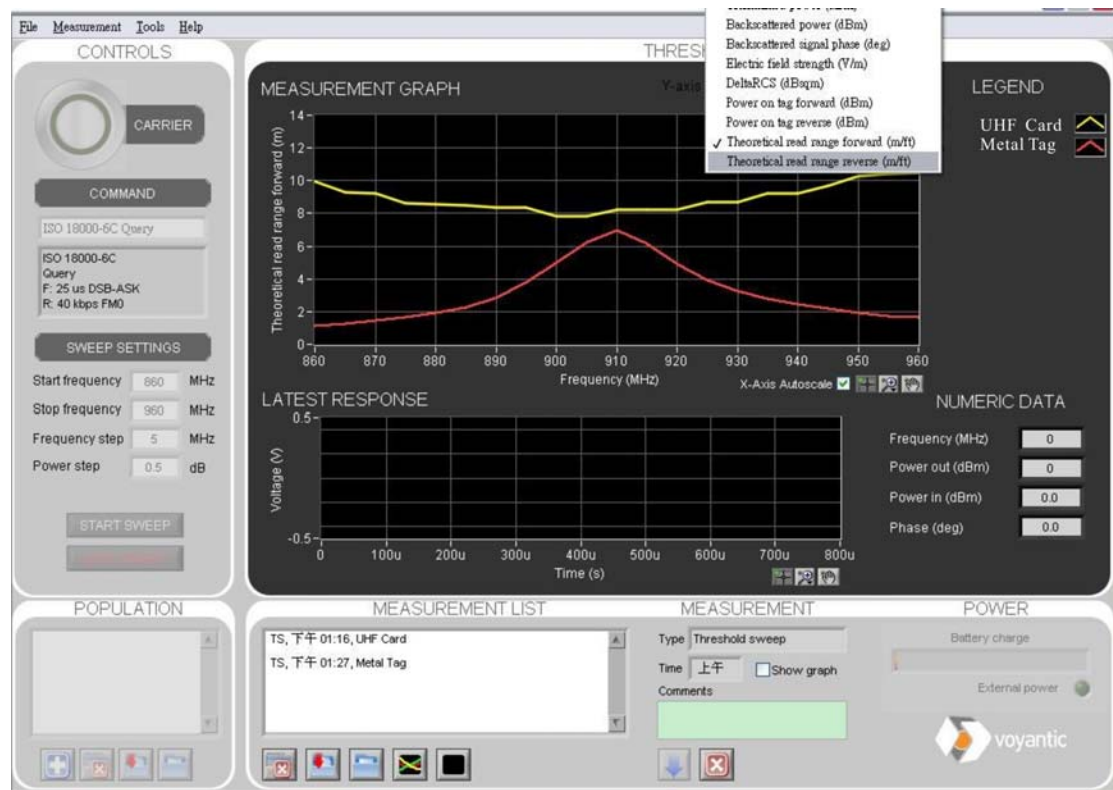 File Measurement Tools Help
CONTROLS
CARRIER
COMMAND
ISO 18000-6C Query
ISO 18000-6C
Query
F: 25 us DSB-ASK
R: 40 kbps FM0
SWEEP SETTINGS
Start frequency 860 MHz
Stop frequency 960 MHz
Frequency step 5 MHz
Power step 0.5 dB
START SWEEP
THRES
MEASUREMENT GRAPH
Y-axis
Backscattered power (dBm)
Backscattered signal phase (deg)
Electric field strength (V/m)
DeltaRCS (dBsqm)
Power on tag forward (dBm)
Power on tag reverse (dBm)
✓ Theoretical read range forward (m/ft)
Theoretical read range reverse (m/ft)
LEGEND
UHF Card
Metal Tag
Theoretical read range forward (m)
14
12
10
8
6
4
2
0
860 870 880 890 900 910 920 930 940 950 960
Frequency (MHz)
X-Axis Autoscale
LATEST RESPONSE
Voltage (V)
0.5
-0.5
0 100u 200u 300u 400u 500u 600u 700u 800u
Time (s)
NUMERIC DATA
Frequency (MHz) 0
Power out (dBm) 0
Power in (dBm) 0.0
Phase (deg) 0.0
POPULATION
MEASUREMENT LIST
TS, 下午 01:16, UHF Card
TS, 下午 01:27, Metal Tag
MEASUREMENT
Type Threshold sweep
Time 上午 Show graph
Comments
POWER
Battery charge
External power
voyantic